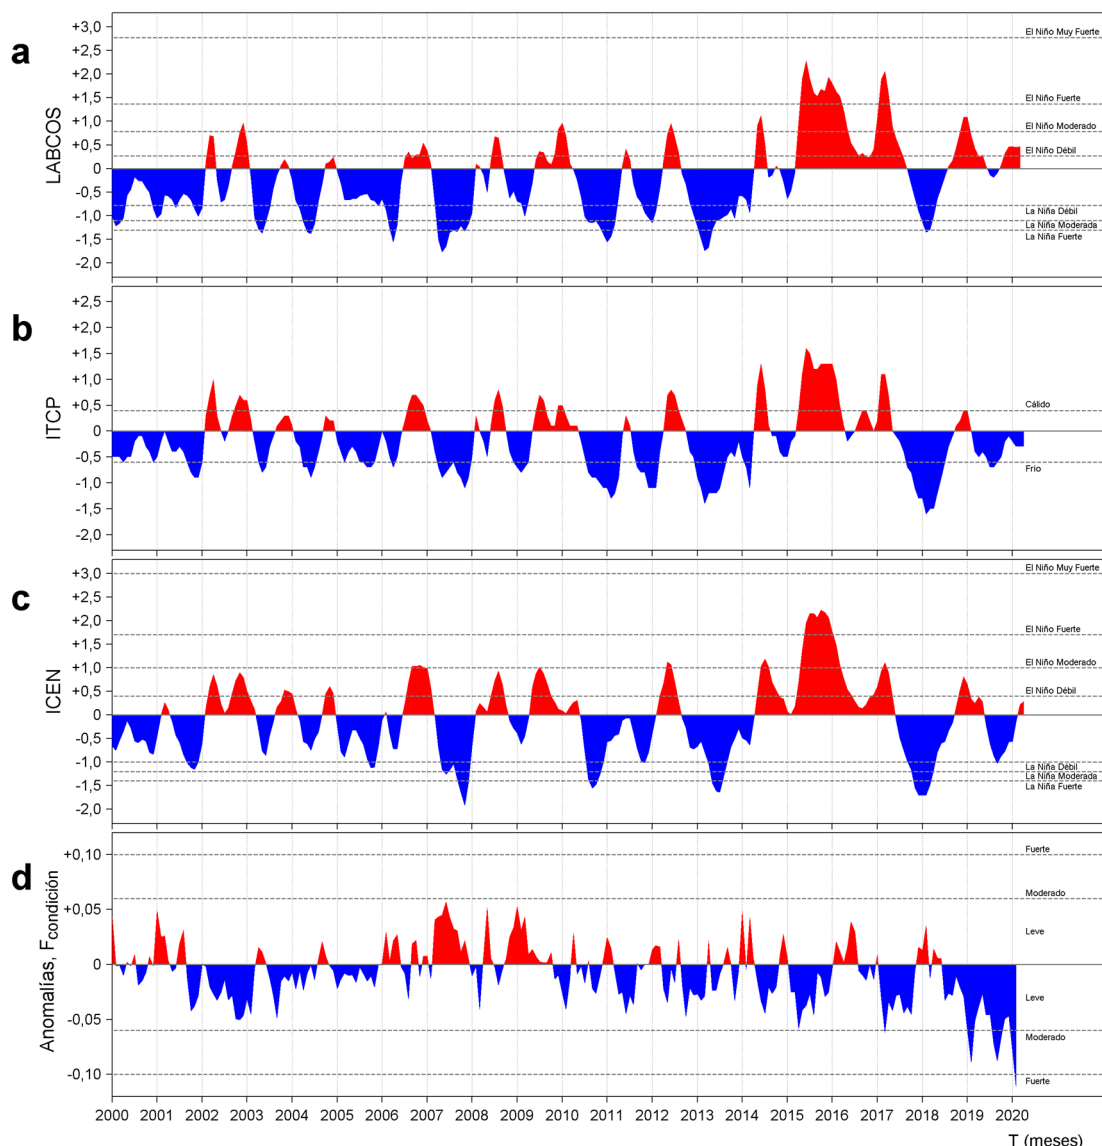 a
LABCOS
+3,0
+2,5
+2,0
+1,5
+1,0
+0,5
0
-0,5
-1,0
-1,5
-2,0
El Niño Muy Fuerte
El Niño Fuerte
El Niño Moderado
El Niño Débil
La Niña Débil
La Niña Moderada
La Niña Fuerte
b
ITCP
+2,5
+2,0
+1,5
+1,0
+0,5
0
-0,5
-1,0
-1,5
-2,0
Cálido
Frío
c
ICEN
+3,0
+2,5
+2,0
+1,5
+1,0
+0,5
0
-0,5
-1,0
-1,5
-2,0
El Niño Muy Fuerte
El Niño Fuerte
El Niño Moderado
El Niño Débil
La Niña Débil
La Niña Moderada
La Niña Fuerte
d
Anomalías, Fcondición
+0,10
+0,05
0
-0,05
-0,10
Fuerte
Moderado
Leve
Leve
Moderado
Fuerte
2000 2001 2002 2003 2004 2005 2006 2007 2008 2009 2010 2011 2012 2013 2014 2015 2016 2017 2018 2019 2020
T (meses)